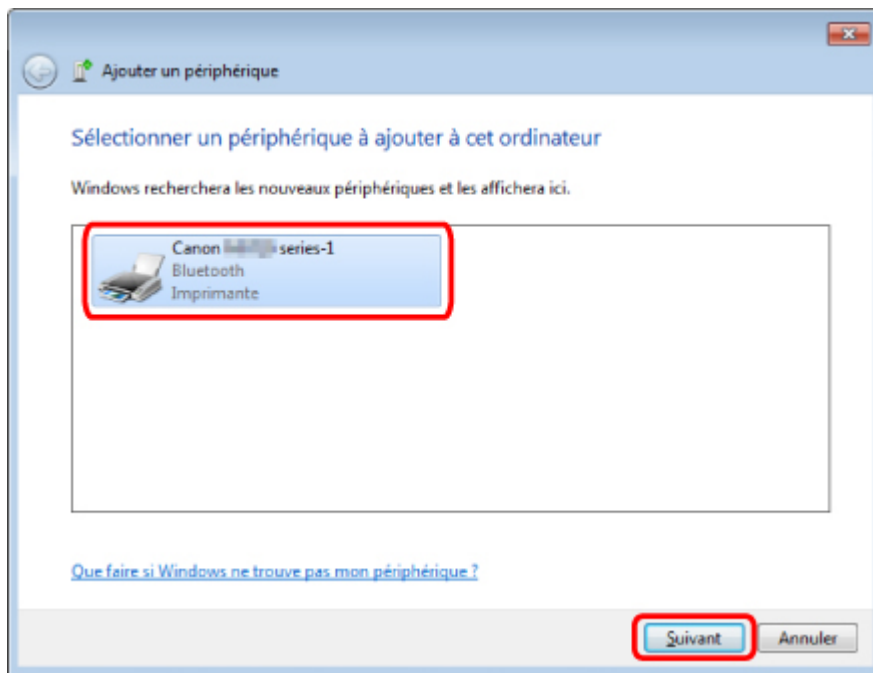 Ajouter un périphérique
Sélectionner un périphérique à ajouter à cet ordinateur
Windows recherchera les nouveaux périphériques et les affichera ici.
Canon series-1
Bluetooth
Imprimante
Que faire si Windows ne trouve pas mon périphérique ?
Suivant Annuler